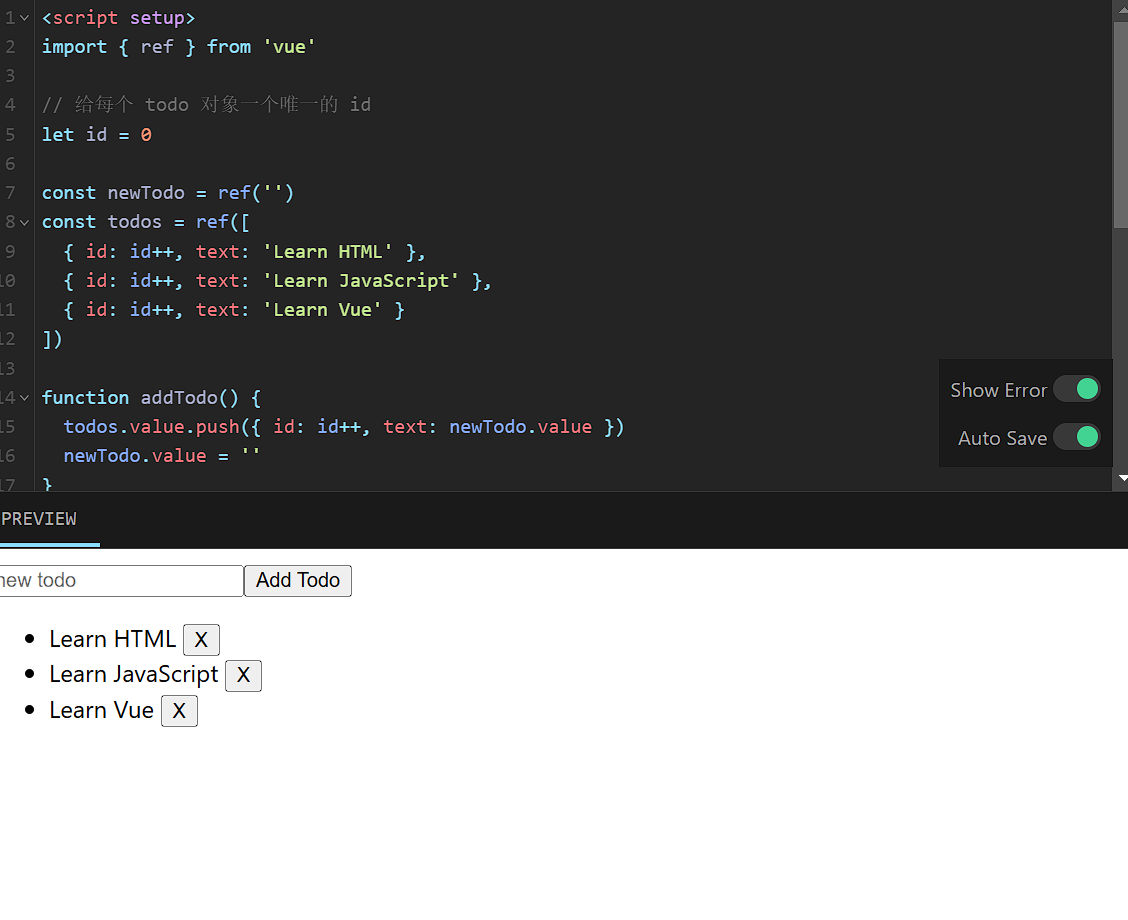 1 <script setup>
2 import { ref } from 'vue'
3
4 // 给每个 todo 对象一个唯一的 id
5 let id = 0
6
7 const newTodo = ref('')
8 const todos = ref([
9   { id: id++, text: 'Learn HTML' },
10   { id: id++, text: 'Learn JavaScript' },
11   { id: id++, text: 'Learn Vue' }
12 ])
13
14 function addTodo() {
15   todos.value.push({ id: id++, text: newTodo.value })
16   newTodo.value = ''
17 }
Show Error
Auto Save
PREVIEW
new todo
Add Todo
Learn HTML X
Learn JavaScript X
Learn Vue X